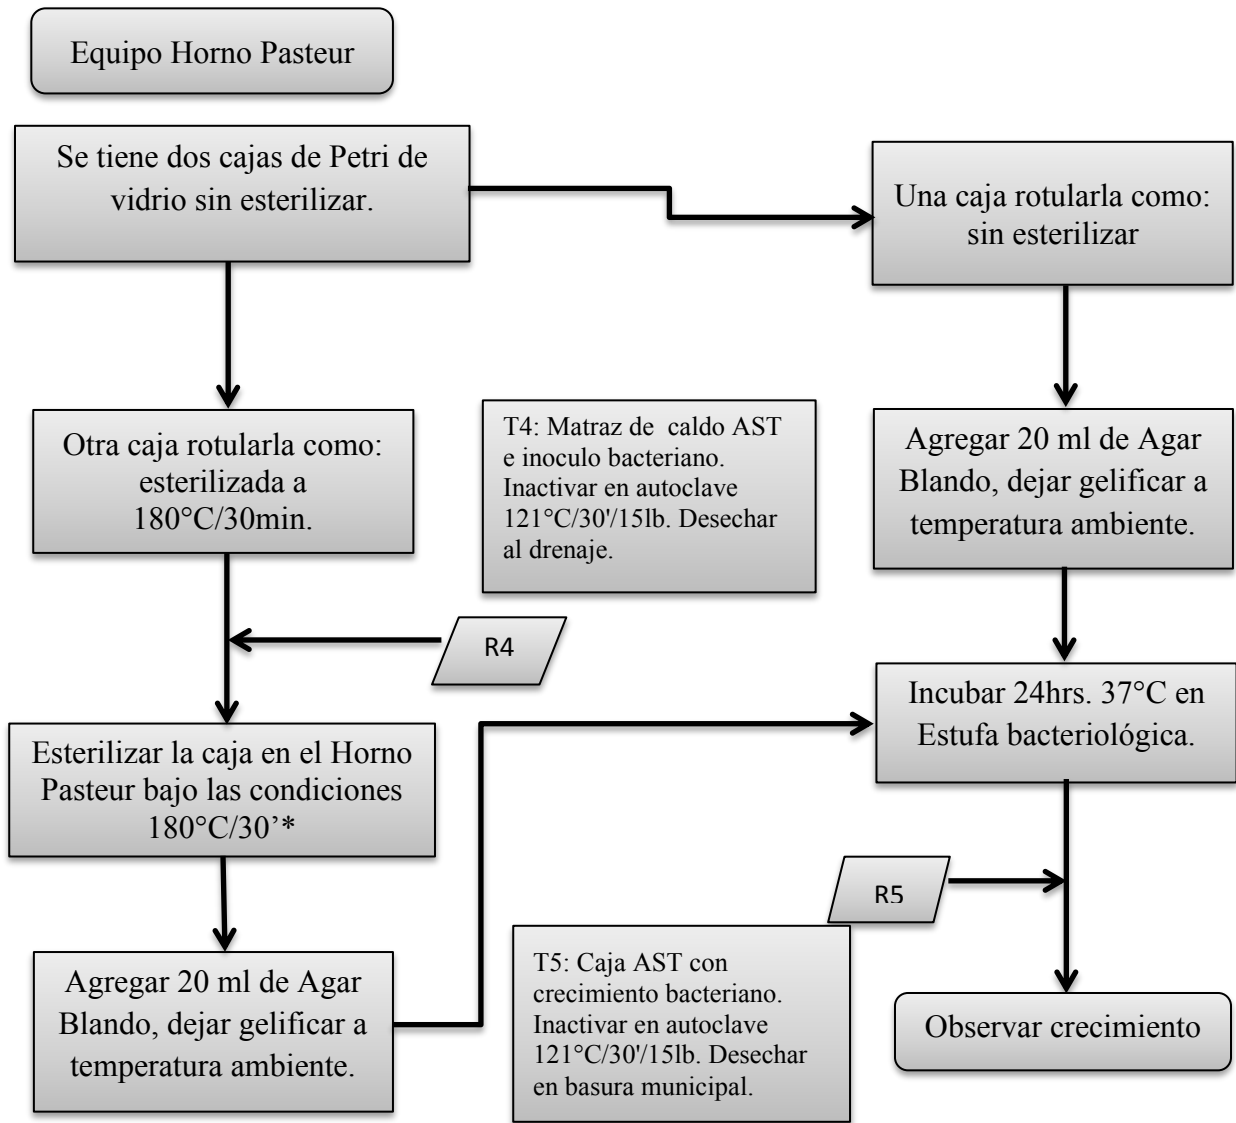 Equipo Horno Pasteur
Se tiene dos cajas de Petri de
vidrio sin esterilizar.
Una caja rotularla como:
sin esterilizar
Otra caja rotularla como:
esterilizada a
180°C/30min.
T4: Matraz de caldo AST
e inoculo bacteriano.
Inactivar en autoclave
121°C/30'/15lb. Desechar
al drenaje.
Agregar 20 ml de Agar
Blando, dejar gelificar a
temperatura ambiente.
R4
Incubar 24hrs. 37°C en
Estufa bacteriológica.
Esterilizar la caja en el Horno
Pasteur bajo las condiciones
180°C/30’*
R5
Agregar 20 ml de Agar
Blando, dejar gelificar a
temperatura ambiente.
T5: Caja AST con
crecimiento bacteriano.
Inactivar en autoclave
121°C/30'/15lb. Desechar
en basura municipal.
Observar crecimiento